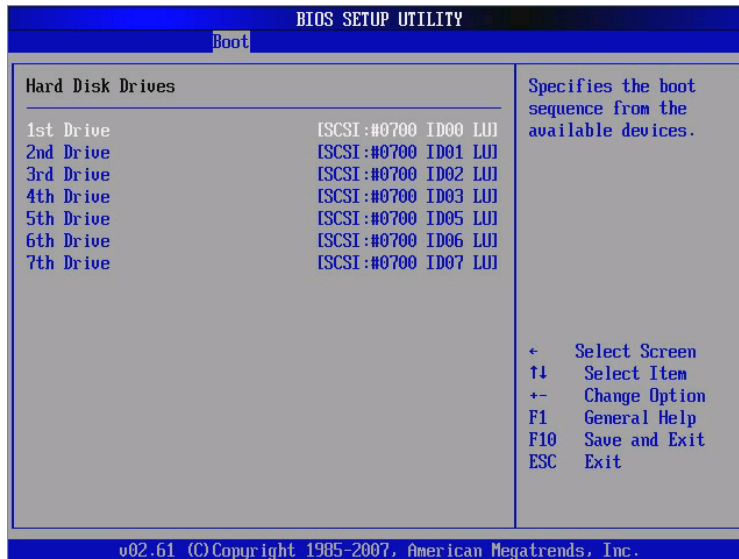 BIOS SETUP UTILITY
Boot
Hard Disk Drives
1st Drive [SCSI:#0700 ID00 LU]
2nd Drive [SCSI:#0700 ID01 LU]
3rd Drive [SCSI:#0700 ID02 LU]
4th Drive [SCSI:#0700 ID03 LU]
5th Drive [SCSI:#0700 ID05 LU]
6th Drive [SCSI:#0700 ID06 LU]
7th Drive [SCSI:#0700 ID07 LU]
Specifies the boot
sequence from the
available devices.
← Select Screen
↑↓ Select Item
+- Change Option
F1 General Help
F10 Save and Exit
ESC Exit
v02.61 (C)Copyright 1985-2007, American Megatrends, Inc.